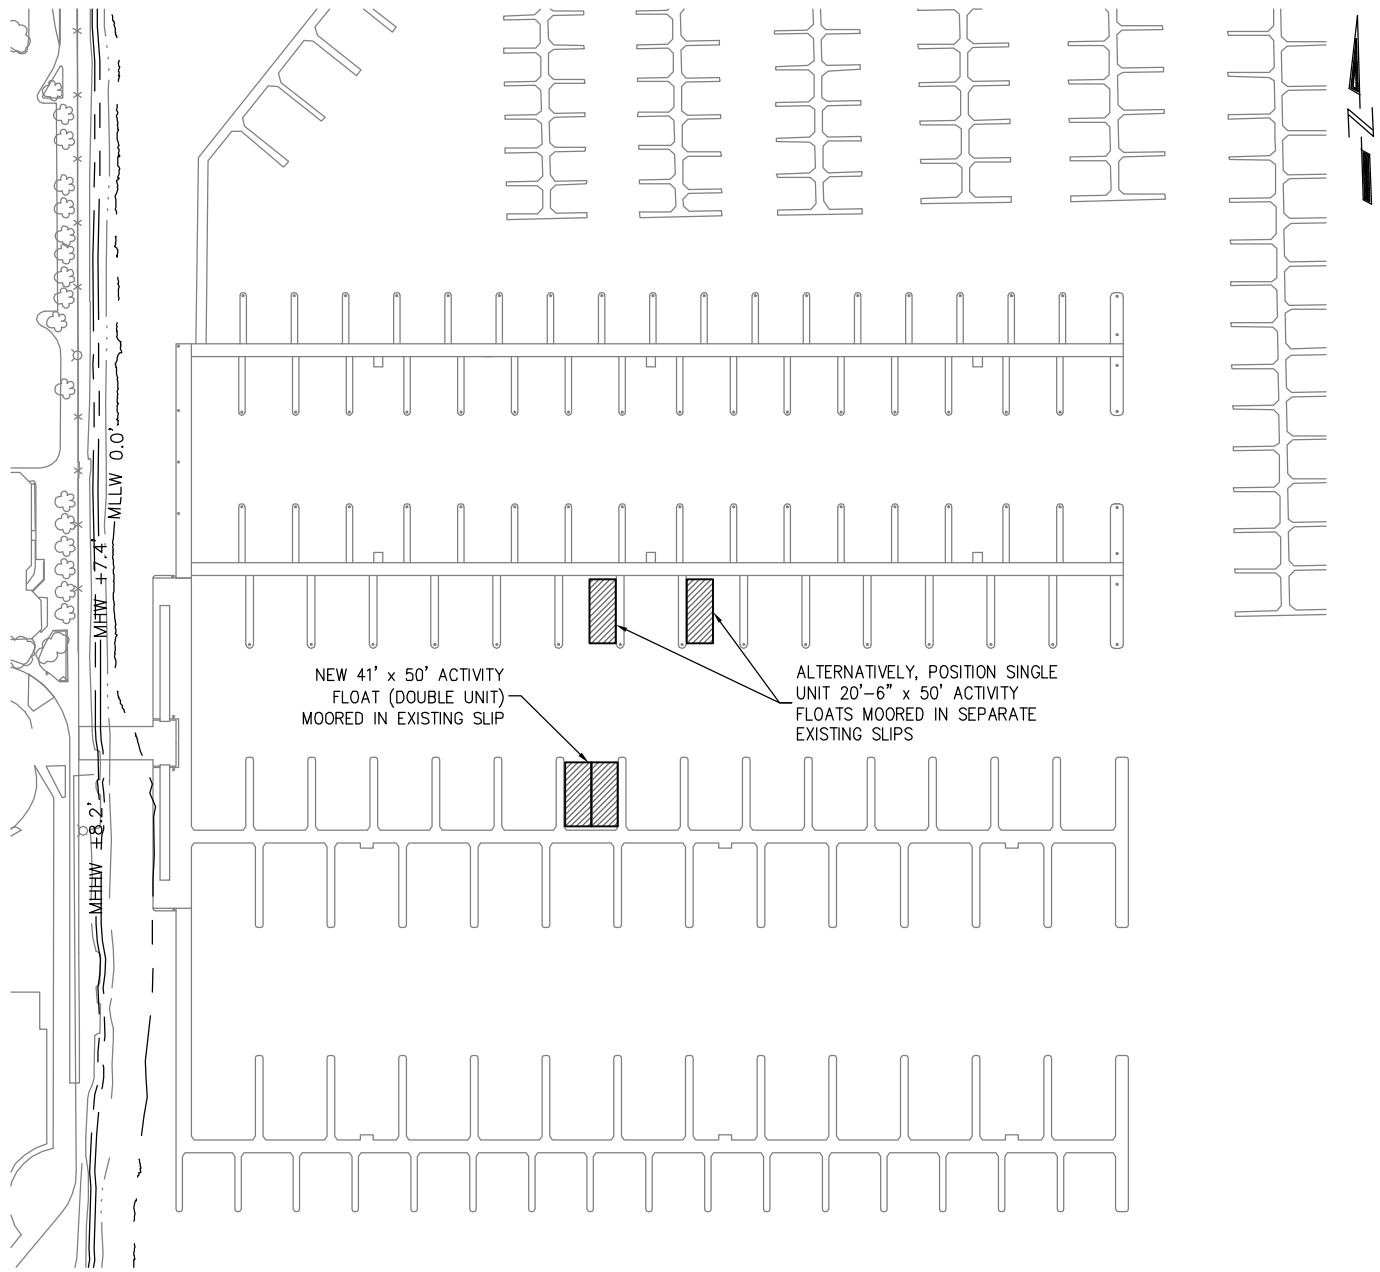 N
MLLW 0.0'
MHW +7.4'
NEW 41' x 50' ACTIVITY
FLOAT (DOUBLE UNIT)
MOORED IN EXISTING SLIP
ALTERNATIVELY, POSITION SINGLE
UNIT 20'-6" x 50' ACTIVITY
FLOATS MOORED IN SEPARATE
EXISTING SLIPS
MHHW +8.2'